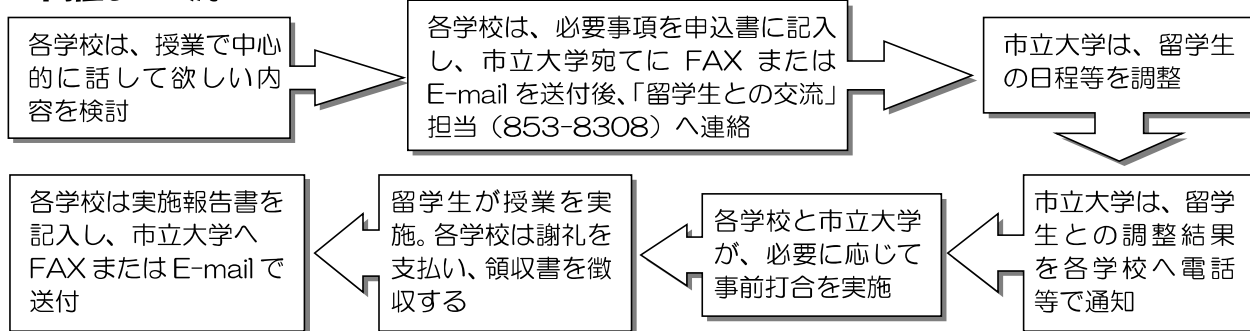 各学校は、授業で中心
的に話して欲しい内
容を検討
各学校は、必要事項を申込書に記入
し、市立大学宛てに FAX または
E-mail を送付後、「留学生との交流」
担当（853-8308）へ連絡
市立大学は、留学生
の日程等を調整
市立大学は、留学
生との調整結果
を各学校へ電話
等で通知
各学校と市立大学
が、必要に応じて
事前打合を実施
留学生が授業を実
施。各学校は謝礼を
支払い、領収書を徴
収する
各学校は実施報告書を
記入し、市立大学へ
FAX または E-mail で
送付